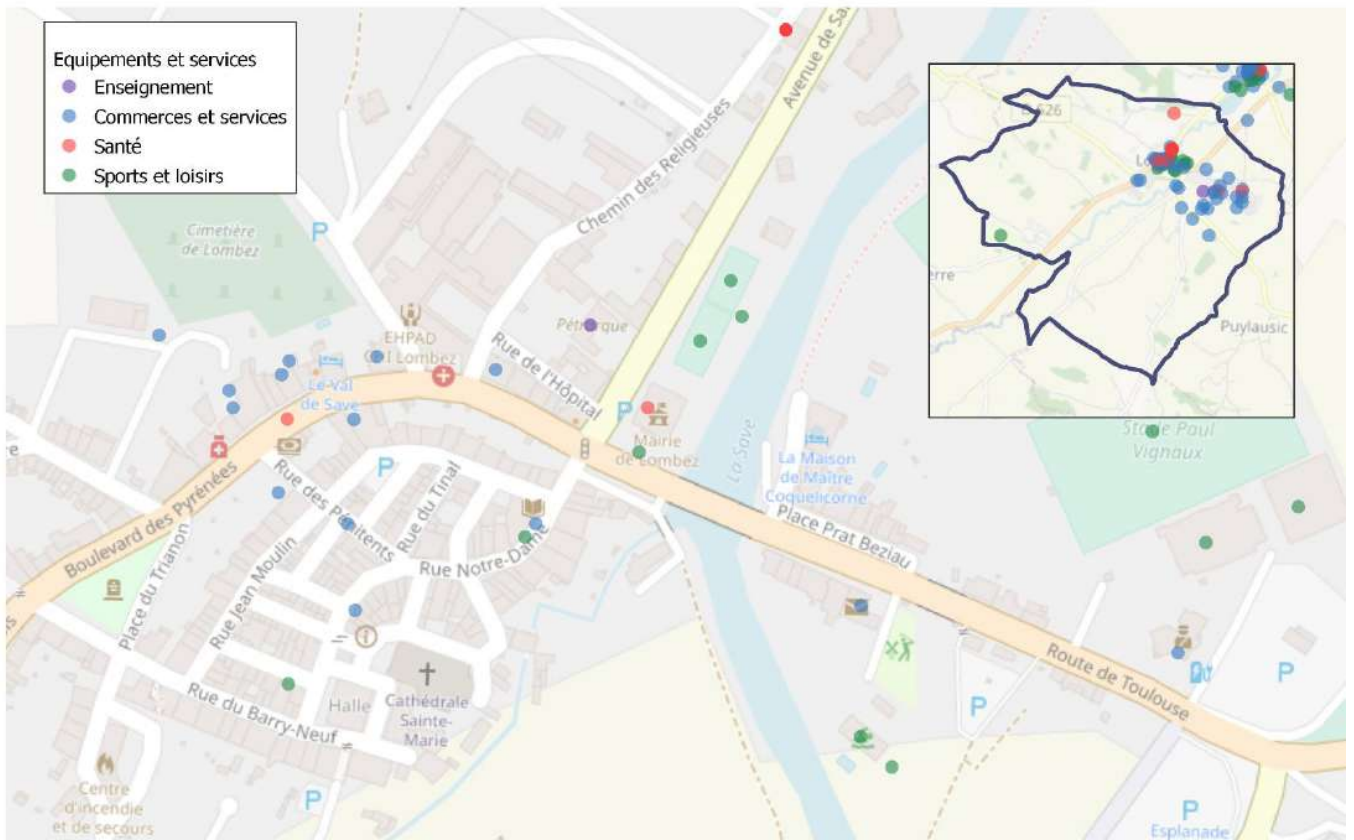 Equipements et services
Enseignement
Commerces et services
Santé
Sports et loisirs
Cimetière
de Lombez
P
EHPAD
Lombez
Le Val
de Save
Chemin des Religieuses
Avenue de Sa
Pétrarque
Rue de l'Hôpital
P
Mairie
de Lombez
La Save
La Maison
de Maître
Coquelicorne
Place Prat Beziau
Puylausic
Vignaux
Boulevard des Pyrénées
Place du Trianon
Rue des Pénitents
P
Rue du Tinal
Rue Jean Moulin
Rue Notre-Dame
Rue du Barry-Neuf
Halle
Cathédrale
Sainte-
Marie
Centre
d'incendie
et de secours
P
Route de Toulouse
P
P
P
Esplanade